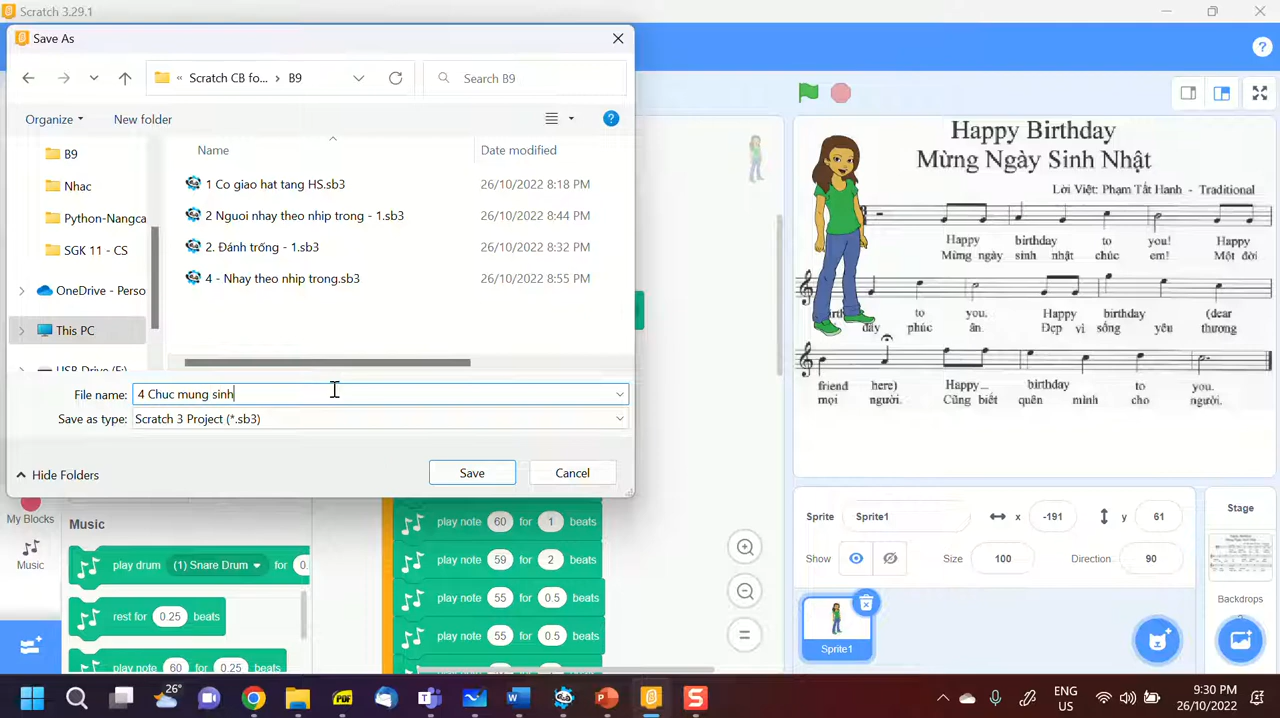 Scratch 3.29.1
Save As
« Scratch CB fo... › B9
Search B9
Organize
New folder
Name
Date modified
B9
Nhac
Python-Nangca
SGK 11 - CS
OneDrive - Perso
This PC
1 Co giao hat tang HS.sb3 26/10/2022 8:18 PM
2 Nguoi nhay theo nhip trong - 1.sb3 26/10/2022 8:44 PM
2. Đánh trống - 1.sb3 26/10/2022 8:32 PM
4 - Nhay theo nhip trong.sb3 26/10/2022 8:55 PM
File name: 4 Chuc mung sinh
Save as type: Scratch 3 Project (*.sb3)
Hide Folders
Save
Cancel
My Blocks
Music
Music
play drum (1) Snare Drum for 0.
rest for 0.25 beats
play note 60 for 0.25 beats
play note 60 for 1 beats
play note 59 for 2 beats
play note 55 for 0.5 beats
play note 55 for 0.5 beats
Happy Birthday
Mừng Ngày Sinh Nhật
Lời Việt: Phạm Tất Hanh - Traditional
Happy birthday to you! Happy
Mừng ngày sinh nhật chúc em! Một đời
to you. Happy birthday (dear
đầy phúc ân. Đẹp vì sống yêu thương
friend here) Happy_ birthday to you.
mọi người. Cũng biết quên mình cho người.
Sprite Sprite1 x -191 y 61
Show Size 100 Direction 90
Sprite1
Stage
Backdrops
26°
ENG
US
9:30 PM
26/10/2022